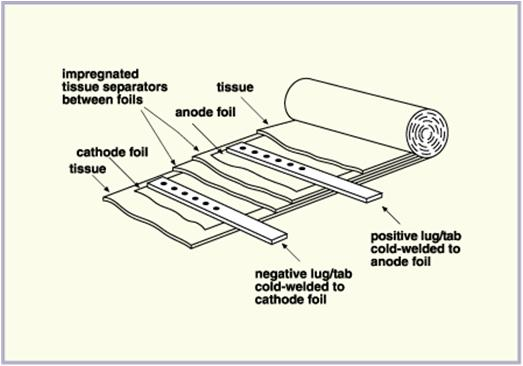 impregnated
tissue separators
between foils
tissue
anode foil
cathode foil
tissue
positive lug/tab
cold-welded to
anode foil
negative lug/tab
cold-welded to
cathode foil